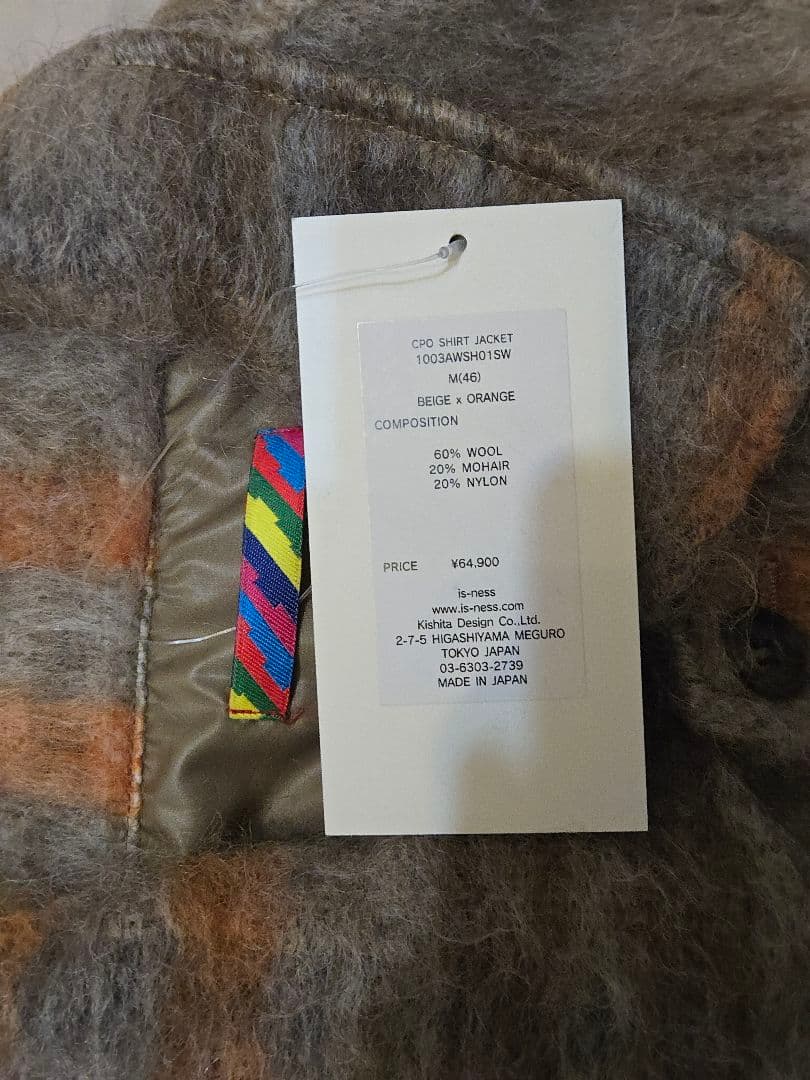 CPO SHIRT JACKET
1003AWSH01SW
M(46)
BEIGE x ORANGE
COMPOSITION
60% WOOL
20% MOHAIR
20% NYLON
PRICE ¥64,900
is-ness
www.is-ness.com
Kishita Design Co.,Ltd.
2-7-5 HIGASHIYAMA MEGURO
TOKYO JAPAN
03-6303-2739
MADE IN JAPAN